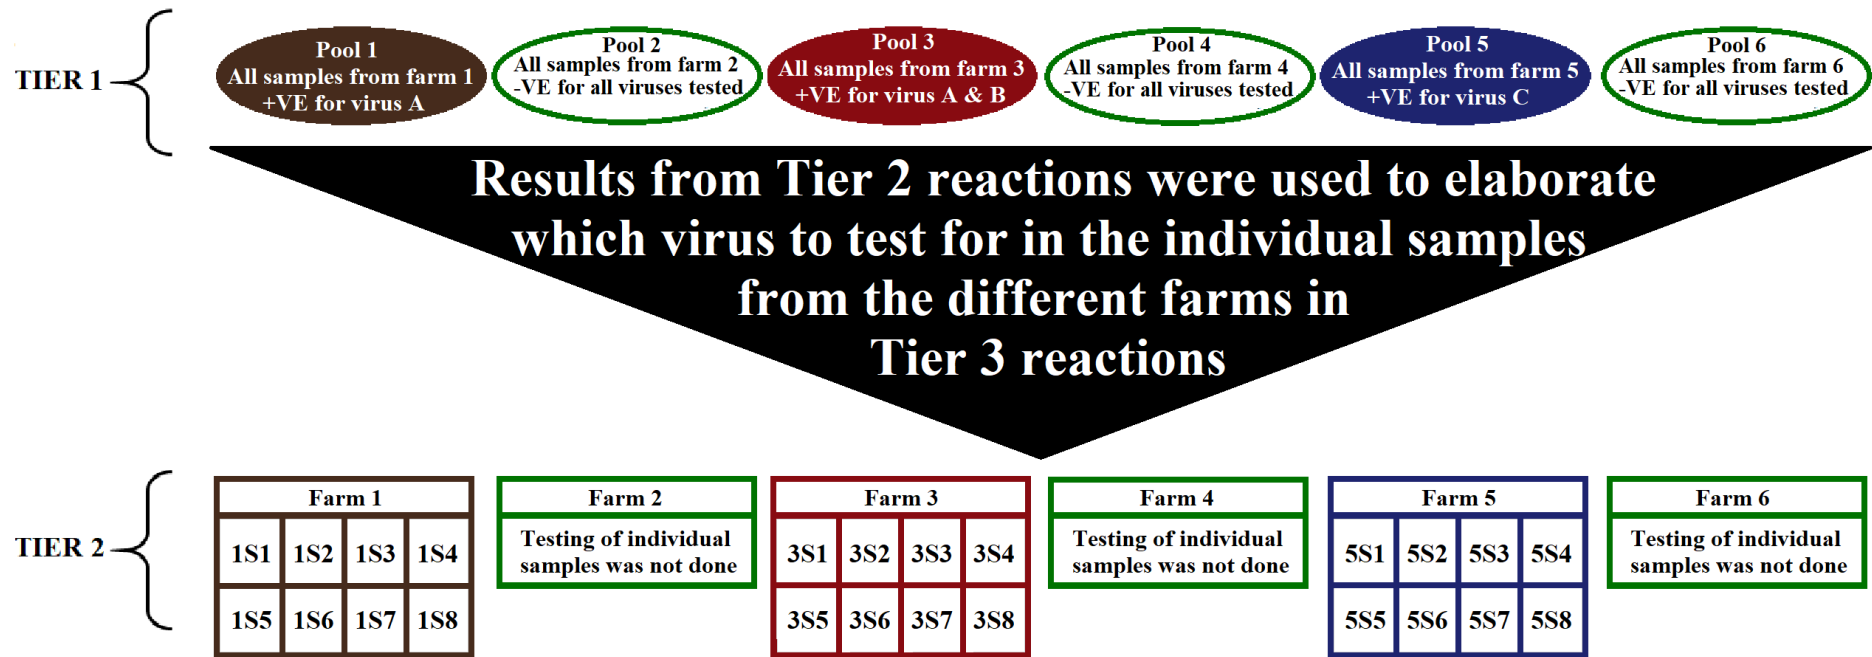 TIER 1
Pool 1
All samples from farm 1
+VE for virus A
Pool 2
All samples from farm 2
-VE for all viruses tested
Pool 3
All samples from farm 3
+VE for virus A & B
Pool 4
All samples from farm 4
-VE for all viruses tested
Pool 5
All samples from farm 5
+VE for virus C
Pool 6
All samples from farm 6
-VE for all viruses tested
Results from Tier 2 reactions were used to elaborate
which virus to test for in the individual samples
from the different farms in
Tier 3 reactions
TIER 2
Farm 1
1S1 1S2 1S3 1S4
1S5 1S6 1S7 1S8
Farm 2
Testing of individual
samples was not done
Farm 3
3S1 3S2 3S3 3S4
3S5 3S6 3S7 3S8
Farm 4
Testing of individual
samples was not done
Farm 5
5S1 5S2 5S3 5S4
5S5 5S6 5S7 5S8
Farm 6
Testing of individual
samples was not done